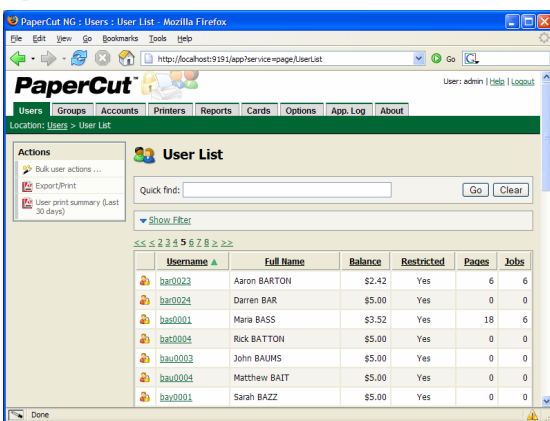 PaperCut NG : Users : User List - Mozilla Firefox
File Edit View Go Bookmarks Tools Help
http://localhost:9191/app?service=page/UserList Go
PaperCut™
User: admin | Help | Logout
Users Groups Accounts Printers Reports Cards Options App. Log About
Location: Users > User List
Actions
Bulk user actions ...
Export/Print
User print summary (Last
30 days)
User List
Quick find: Go Clear
Show Filter
<< < 2 3 4 5 6 7 8 > >>
Username Full Name Balance Restricted Pages Jobs
bar0023 Aaron BARTON $2.42 Yes 6 6
bar0024 Darren BAR $5.00 Yes 0 0
bas0001 Maria BASS $3.52 Yes 18 6
bat0004 Rick BATTON $5.00 Yes 0 0
bau0003 John BAUMS $5.00 Yes 0 0
bau0004 Matthew BAIT $5.00 Yes 0 0
bay0001 Sarah BAZZ $5.00 Yes 0 0
Done